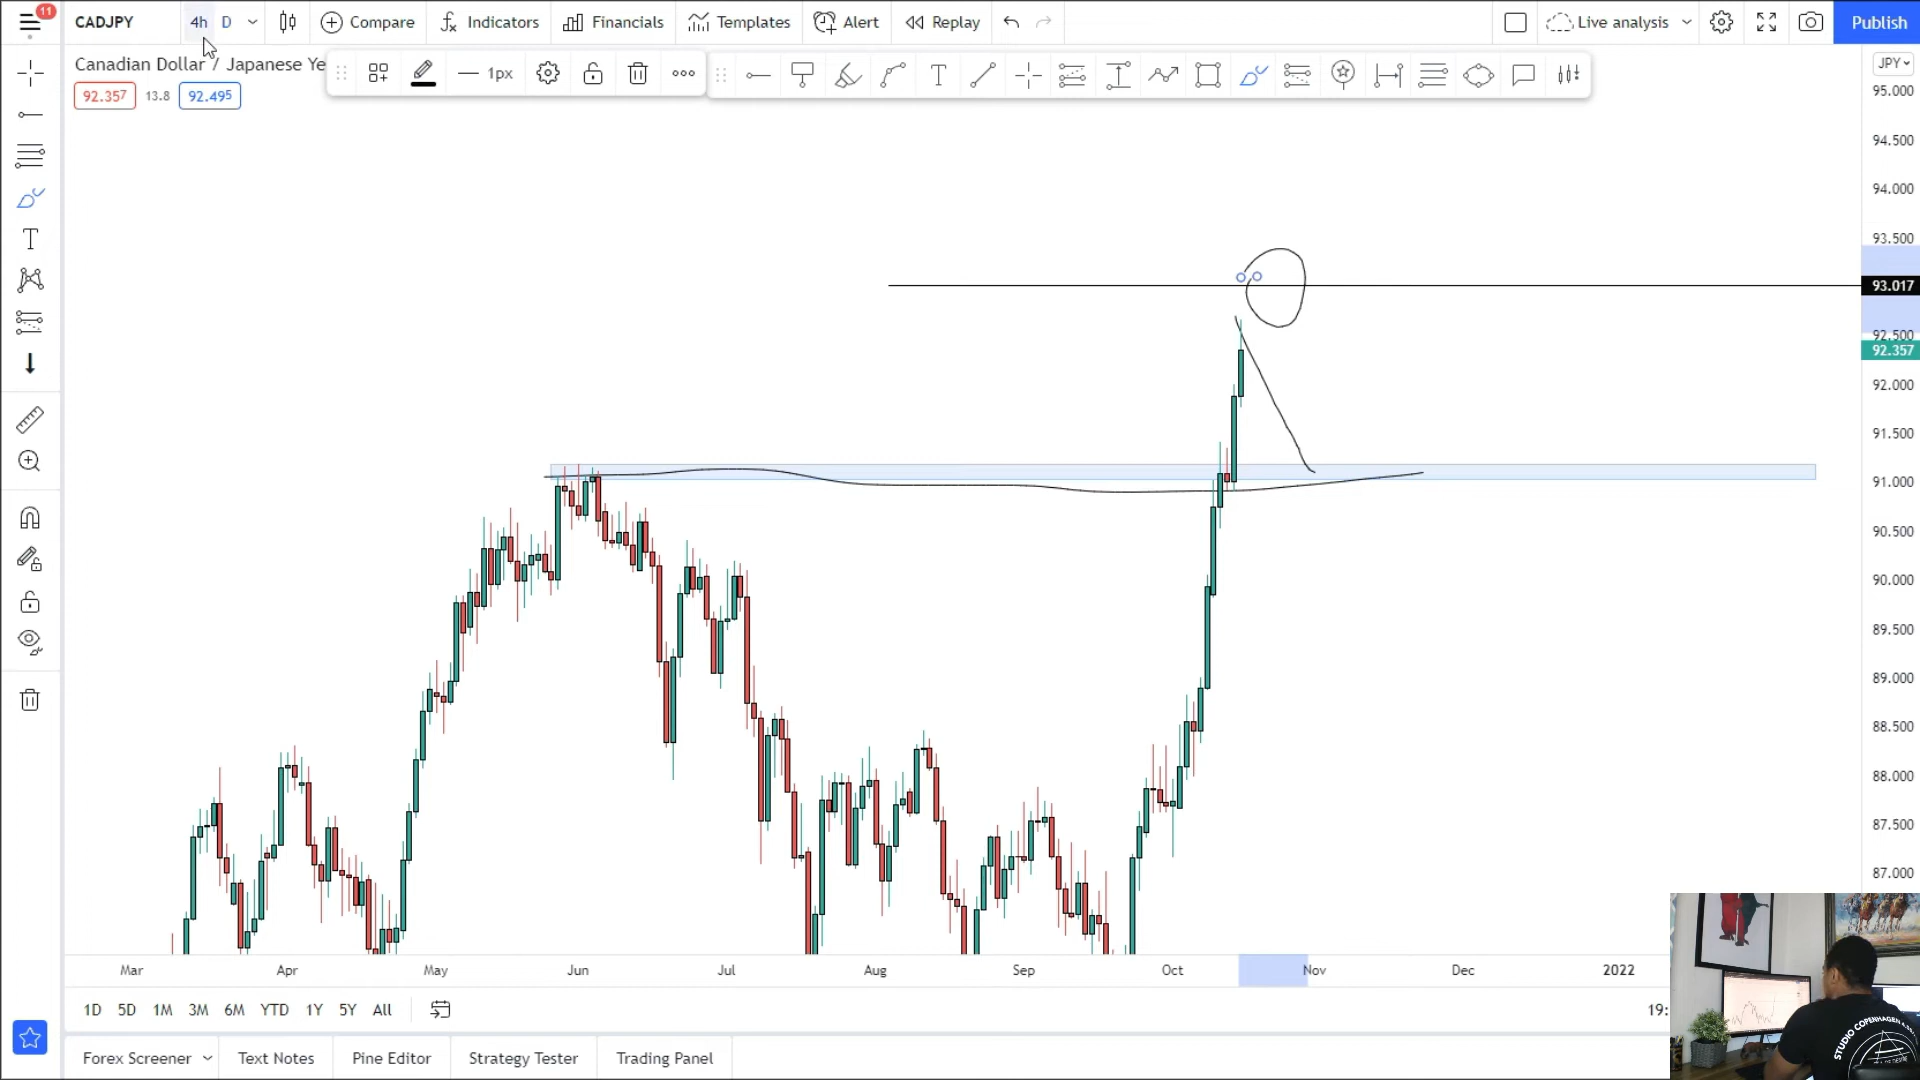 11
CADJPY 4h D Compare Indicators Financials Templates Alert Replay Live analysis Publish
Canadian Dollar / Japanese Ye
1px
JPY
92.357 13.8 92.495
95.000
94.500
94.000
93.500
93.017
92.500
92.357
92.000
91.500
91.000
90.500
90.000
89.500
89.000
88.500
88.000
87.500
87.000
Mar Apr May Jun Jul Aug Sep Oct Nov Dec 2022
1D 5D 1M 3M 6M YTD 1Y 5Y All 19:
Forex Screener Text Notes Pine Editor Strategy Tester Trading Panel
STUDIO COPENHAGEN